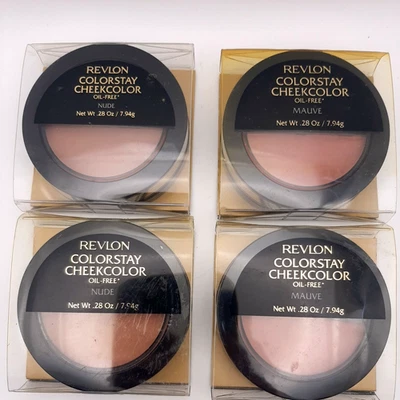 REVLON
COLORSTAY
CHEEKCOLOR
OIL-FREE*
NUDE
Net Wt .28 Oz / 7.94g
REVLON
COLORSTAY
CHEEKCOLOR
OIL-FREE*
MAUVE
Net Wt .28 Oz / 7.94g
REVLON
COLORSTAY
CHEEKCOLOR
OIL-FREE*
NUDE
Net Wt .28 Oz / 7.94g
REVLON
COLORSTAY
CHEEKCOLOR
OIL-FREE*
MAUVE
Net Wt .28 Oz / 7.94g